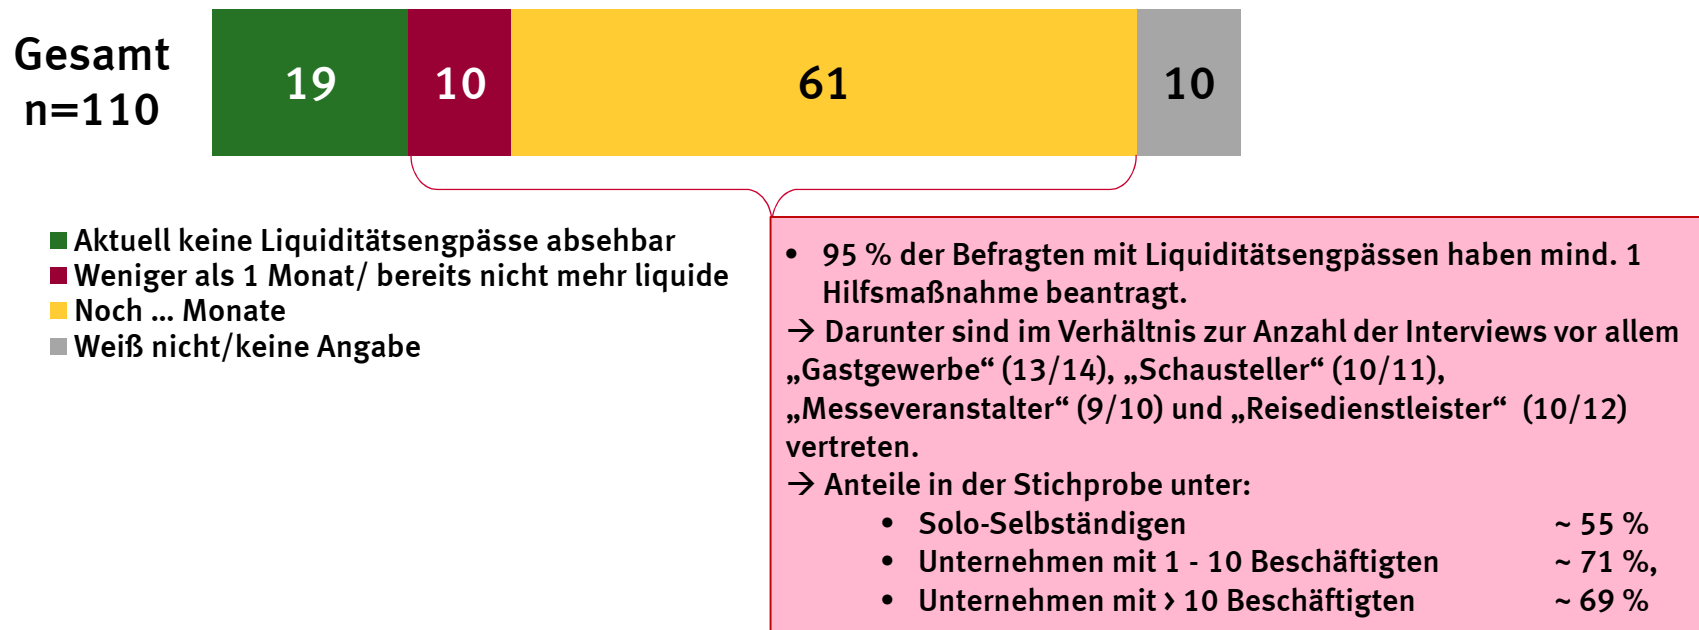 Gesamt
n=110
19
10
61
10
Aktuell keine Liquiditätsengpässe absehbar
Weniger als 1 Monat/ bereits nicht mehr liquide
Noch ... Monate
Weiß nicht/keine Angabe
• 95 % der Befragten mit Liquiditätsengpässen haben mind. 1
Hilfsmaßnahme beantragt.
→ Darunter sind im Verhältnis zur Anzahl der Interviews vor allem
„Gastgewerbe“ (13/14), „Schausteller“ (10/11),
„Messeveranstalter“ (9/10) und „Reisedienstleister“ (10/12)
vertreten.
→ Anteile in der Stichprobe unter:
• Solo-Selbständigen ~ 55 %
• Unternehmen mit 1 - 10 Beschäftigten ~ 71 %,
• Unternehmen mit > 10 Beschäftigten ~ 69 %